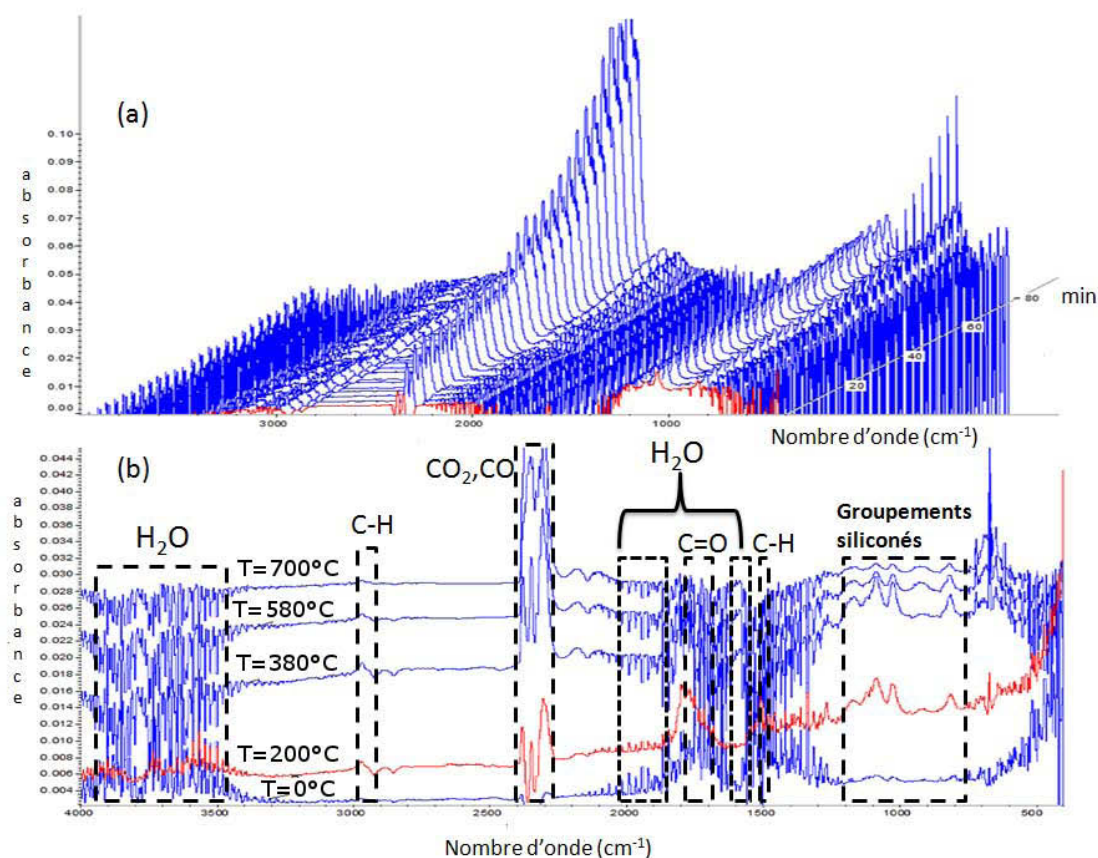 (a)
0.10
0.09
0.08
0.07
0.06
0.05
0.04
0.03
0.02
0.01
0.00
absorbance
3000
2000
1000
20
40
60
80
min
Nombre d'onde (cm-1)
(b)
0.044
0.042
0.040
0.038
0.036
0.034
0.032
0.030
0.028
0.026
0.024
0.022
0.020
0.018
0.016
0.014
0.012
0.010
0.008
0.006
0.004
absorbance
H2O
C-H
CO2,CO
H2O
C=O
C-H
Groupements
siliconés
T=700°C
T=580°C
T=380°C
T=200°C
T=0°C
4000
3500
3000
2500
2000
1500
1000
500
Nombre d'onde (cm-1)